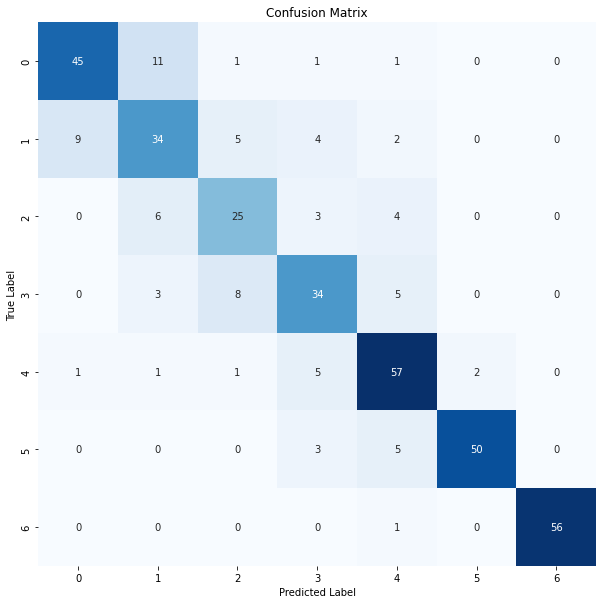 Confusion Matrix
0 45 11 1 1 1 0 0
1 9 34 5 4 2 0 0
2 0 6 25 3 4 0 0
3 0 3 8 34 5 0 0
True Label
4 1 1 1 5 57 2 0
5 0 0 0 3 5 50 0
6 0 0 0 0 1 0 56
0 1 2 3 4 5 6
Predicted Label